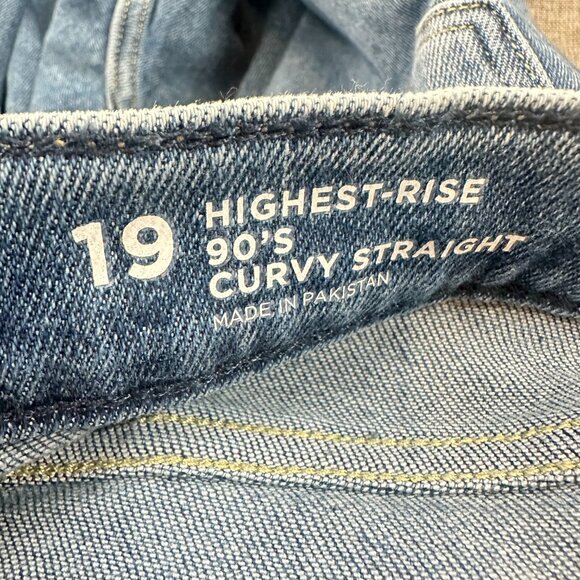 19
HIGHEST-RISE
90'S
CURVY STRAIGHT
MADE IN PAKISTAN